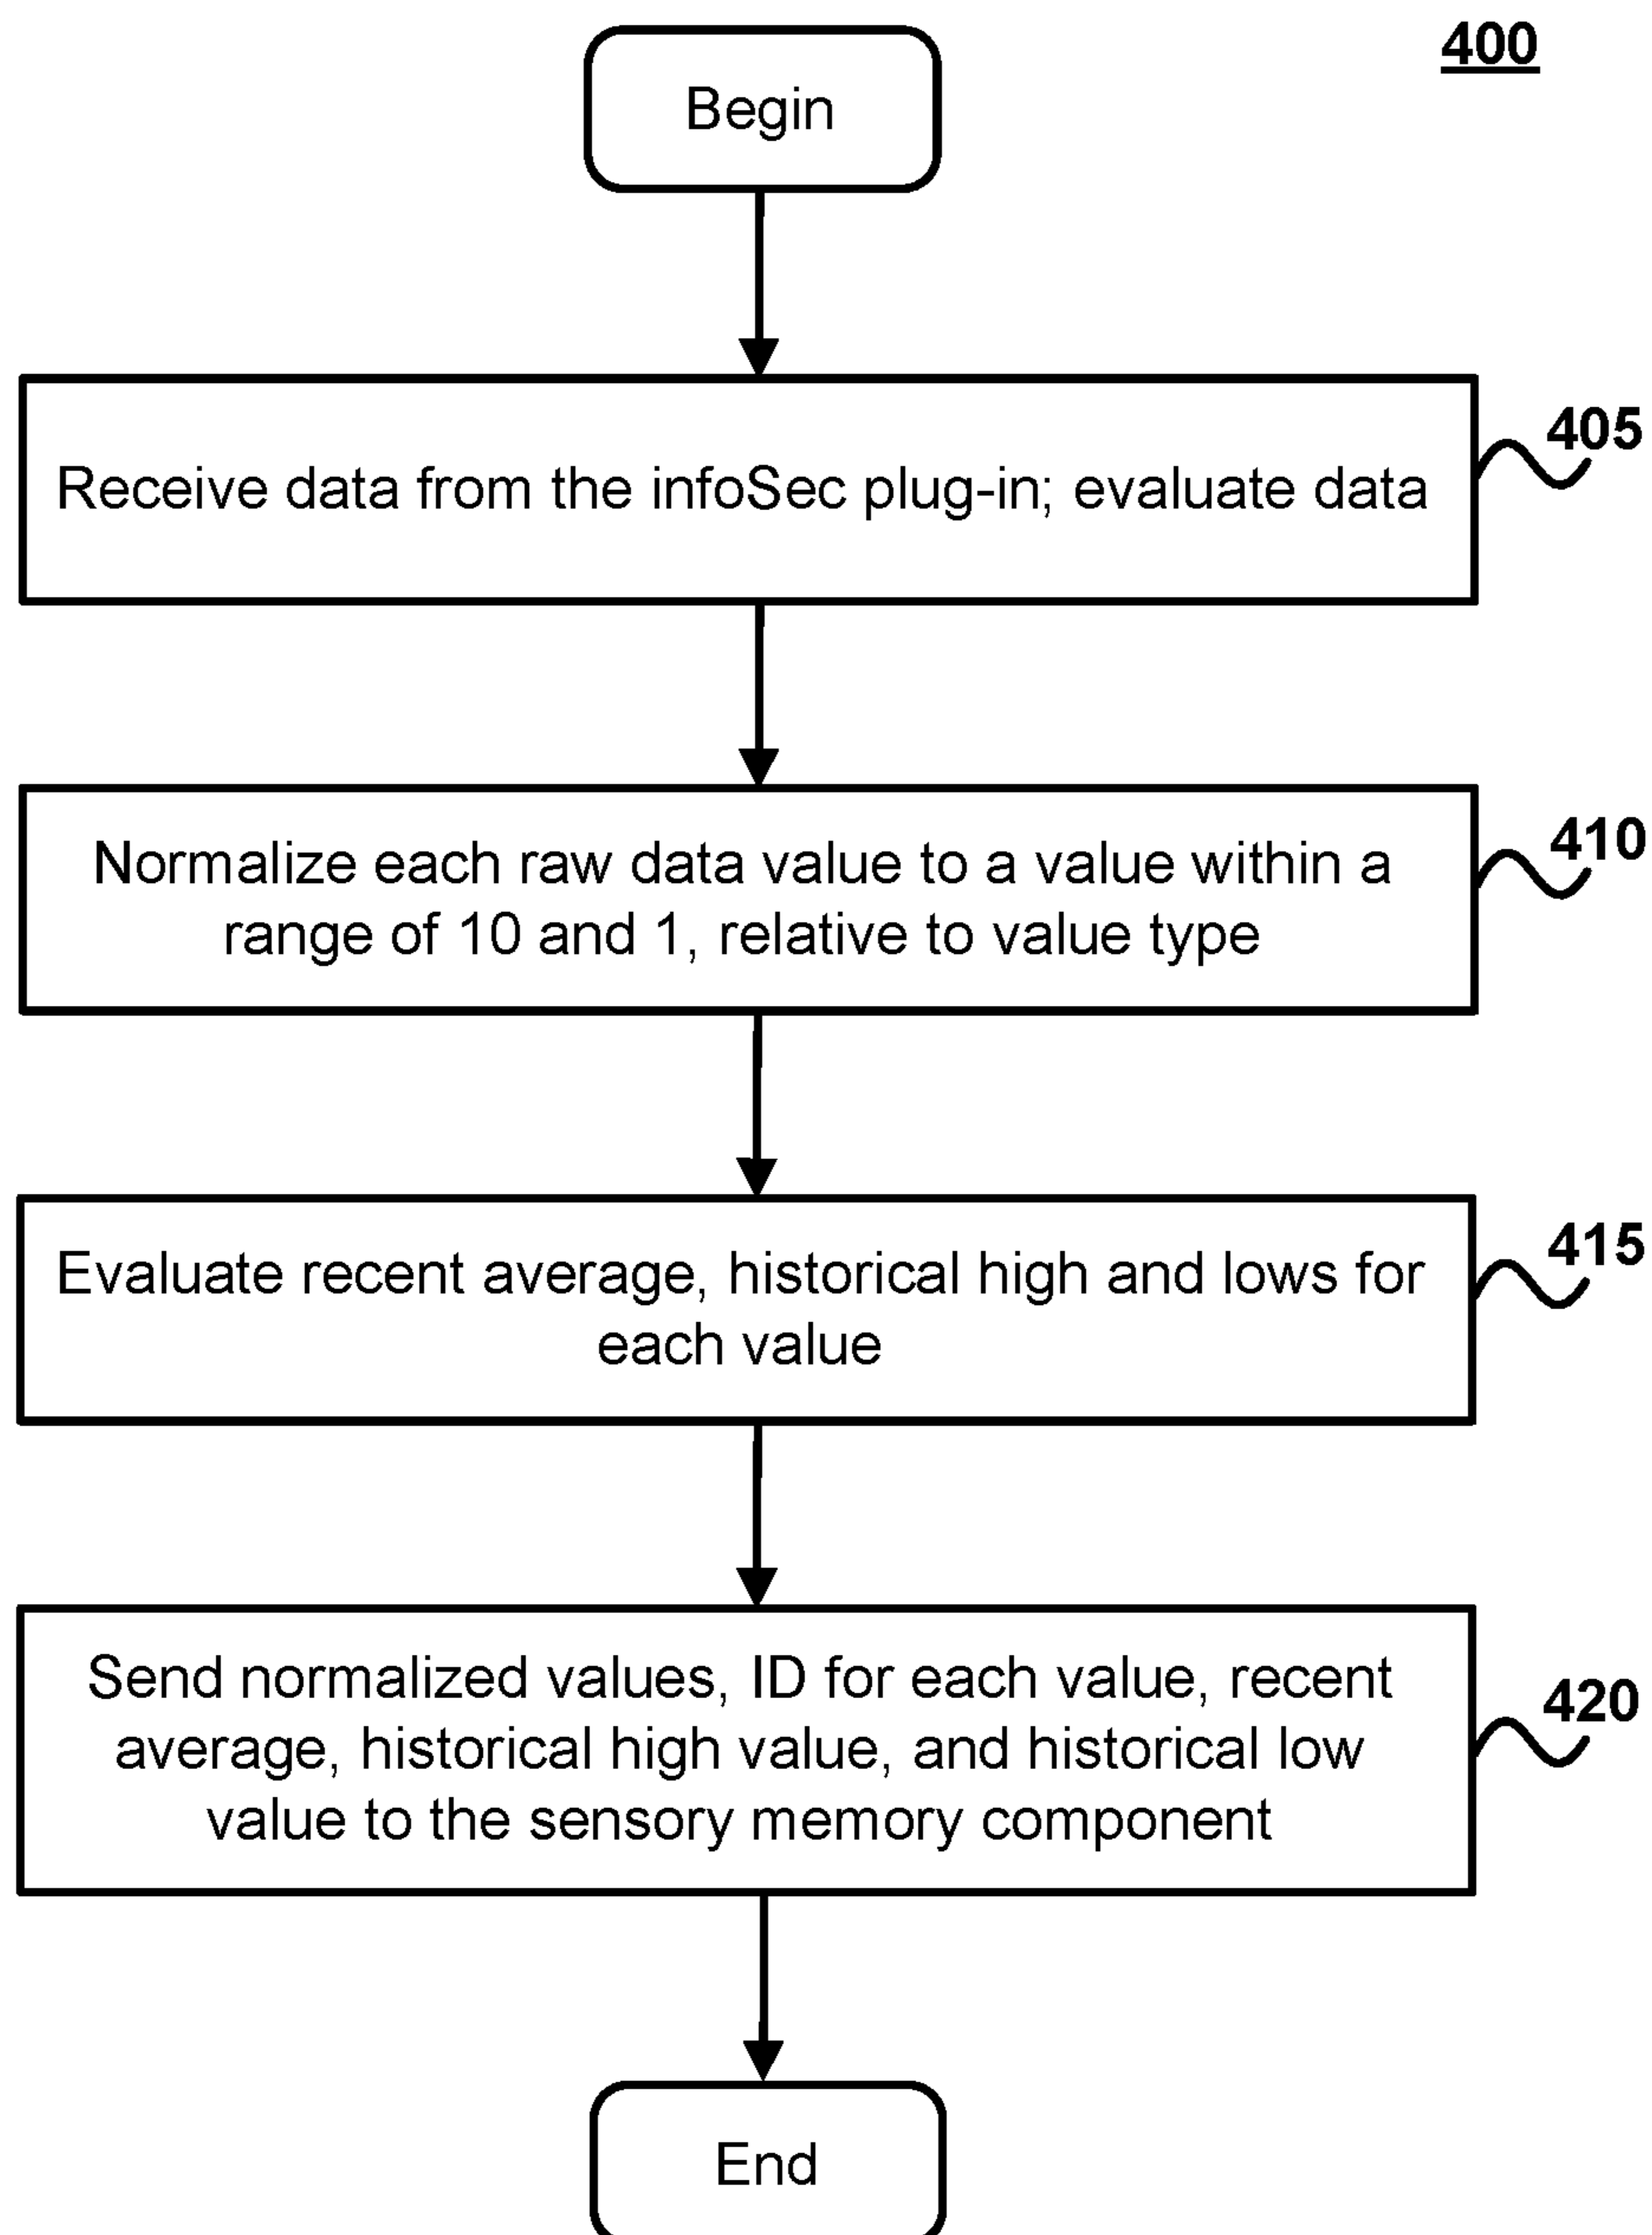 400
Begin
Receive data from the infoSec plug-in; evaluate data
405
Normalize each raw data value to a value within a
range of 10 and 1, relative to value type
410
Evaluate recent average, historical high and lows for
each value
415
Send normalized values, ID for each value, recent
average, historical high value, and historical low
value to the sensory memory component
420
End